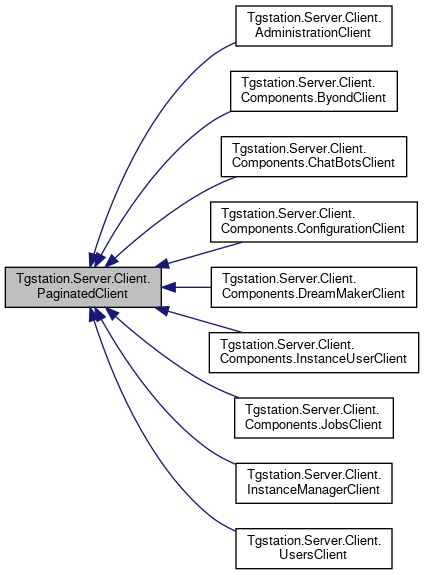 Tgstation.Server.Client.
AdministrationClient
Tgstation.Server.Client.
Components.ByondClient
Tgstation.Server.Client.
Components.ChatBotsClient
Tgstation.Server.Client.
Components.ConfigurationClient
Tgstation.Server.Client.
PaginatedClient
Tgstation.Server.Client.
Components.DreamMakerClient
Tgstation.Server.Client.
Components.InstanceUserClient
Tgstation.Server.Client.
Components.JobsClient
Tgstation.Server.Client.
InstanceManagerClient
Tgstation.Server.Client.
UsersClient